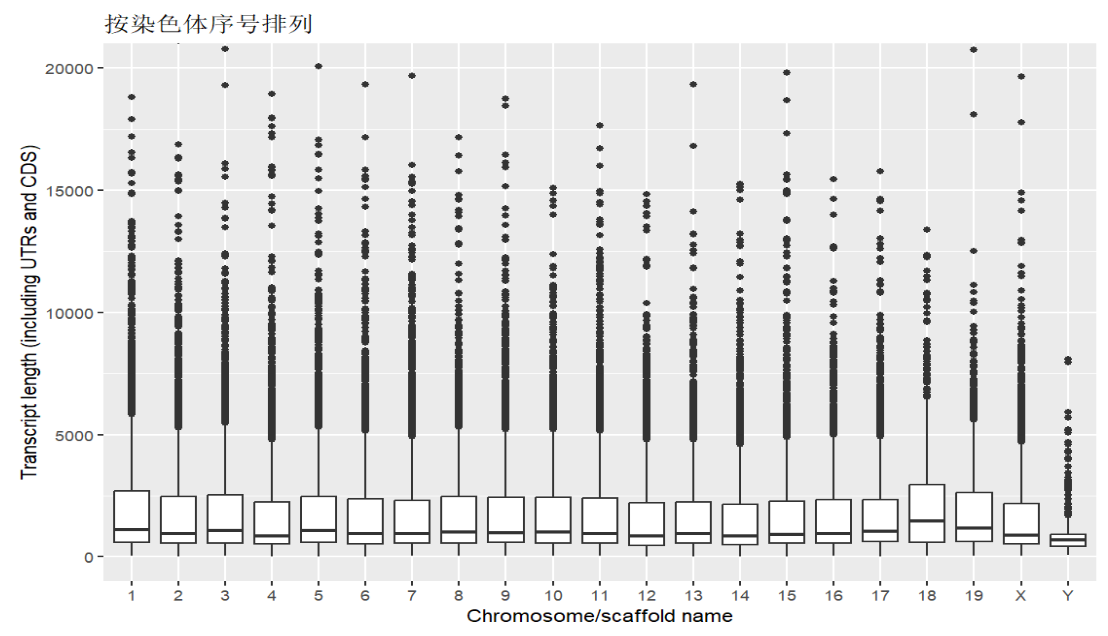 按染色体序号排列
Transcript length (including UTRs and CDS)
20000
15000
10000
5000
0
1 2 3 4 5 6 7 8 9 10 11 12 13 14 15 16 17 18 19 X Y
Chromosome/scaffold name